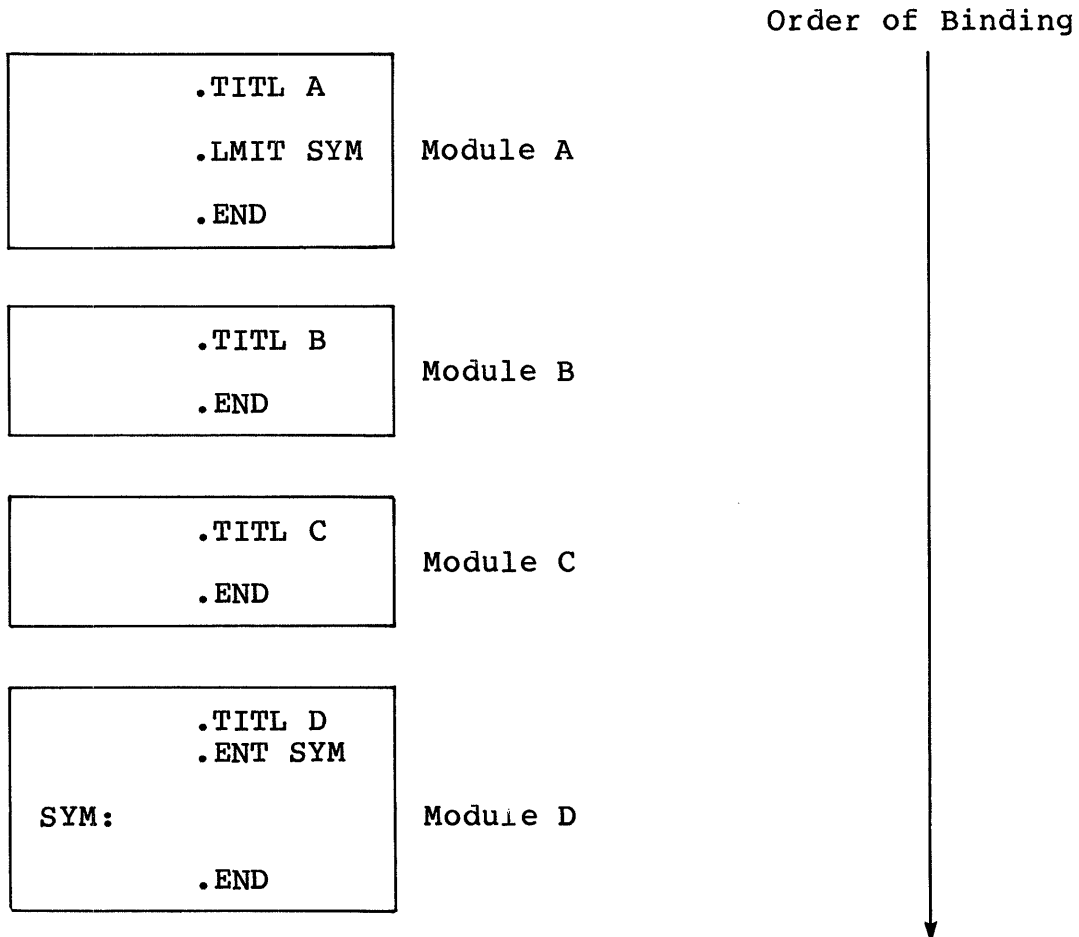 Order of Binding
.TITL A
.LMIT SYM
Module A
.END
.TITL B
Module B
.END
.TITL C
Module C
.END
.TITL D
.ENT SYM
SYM:
Module D
.END